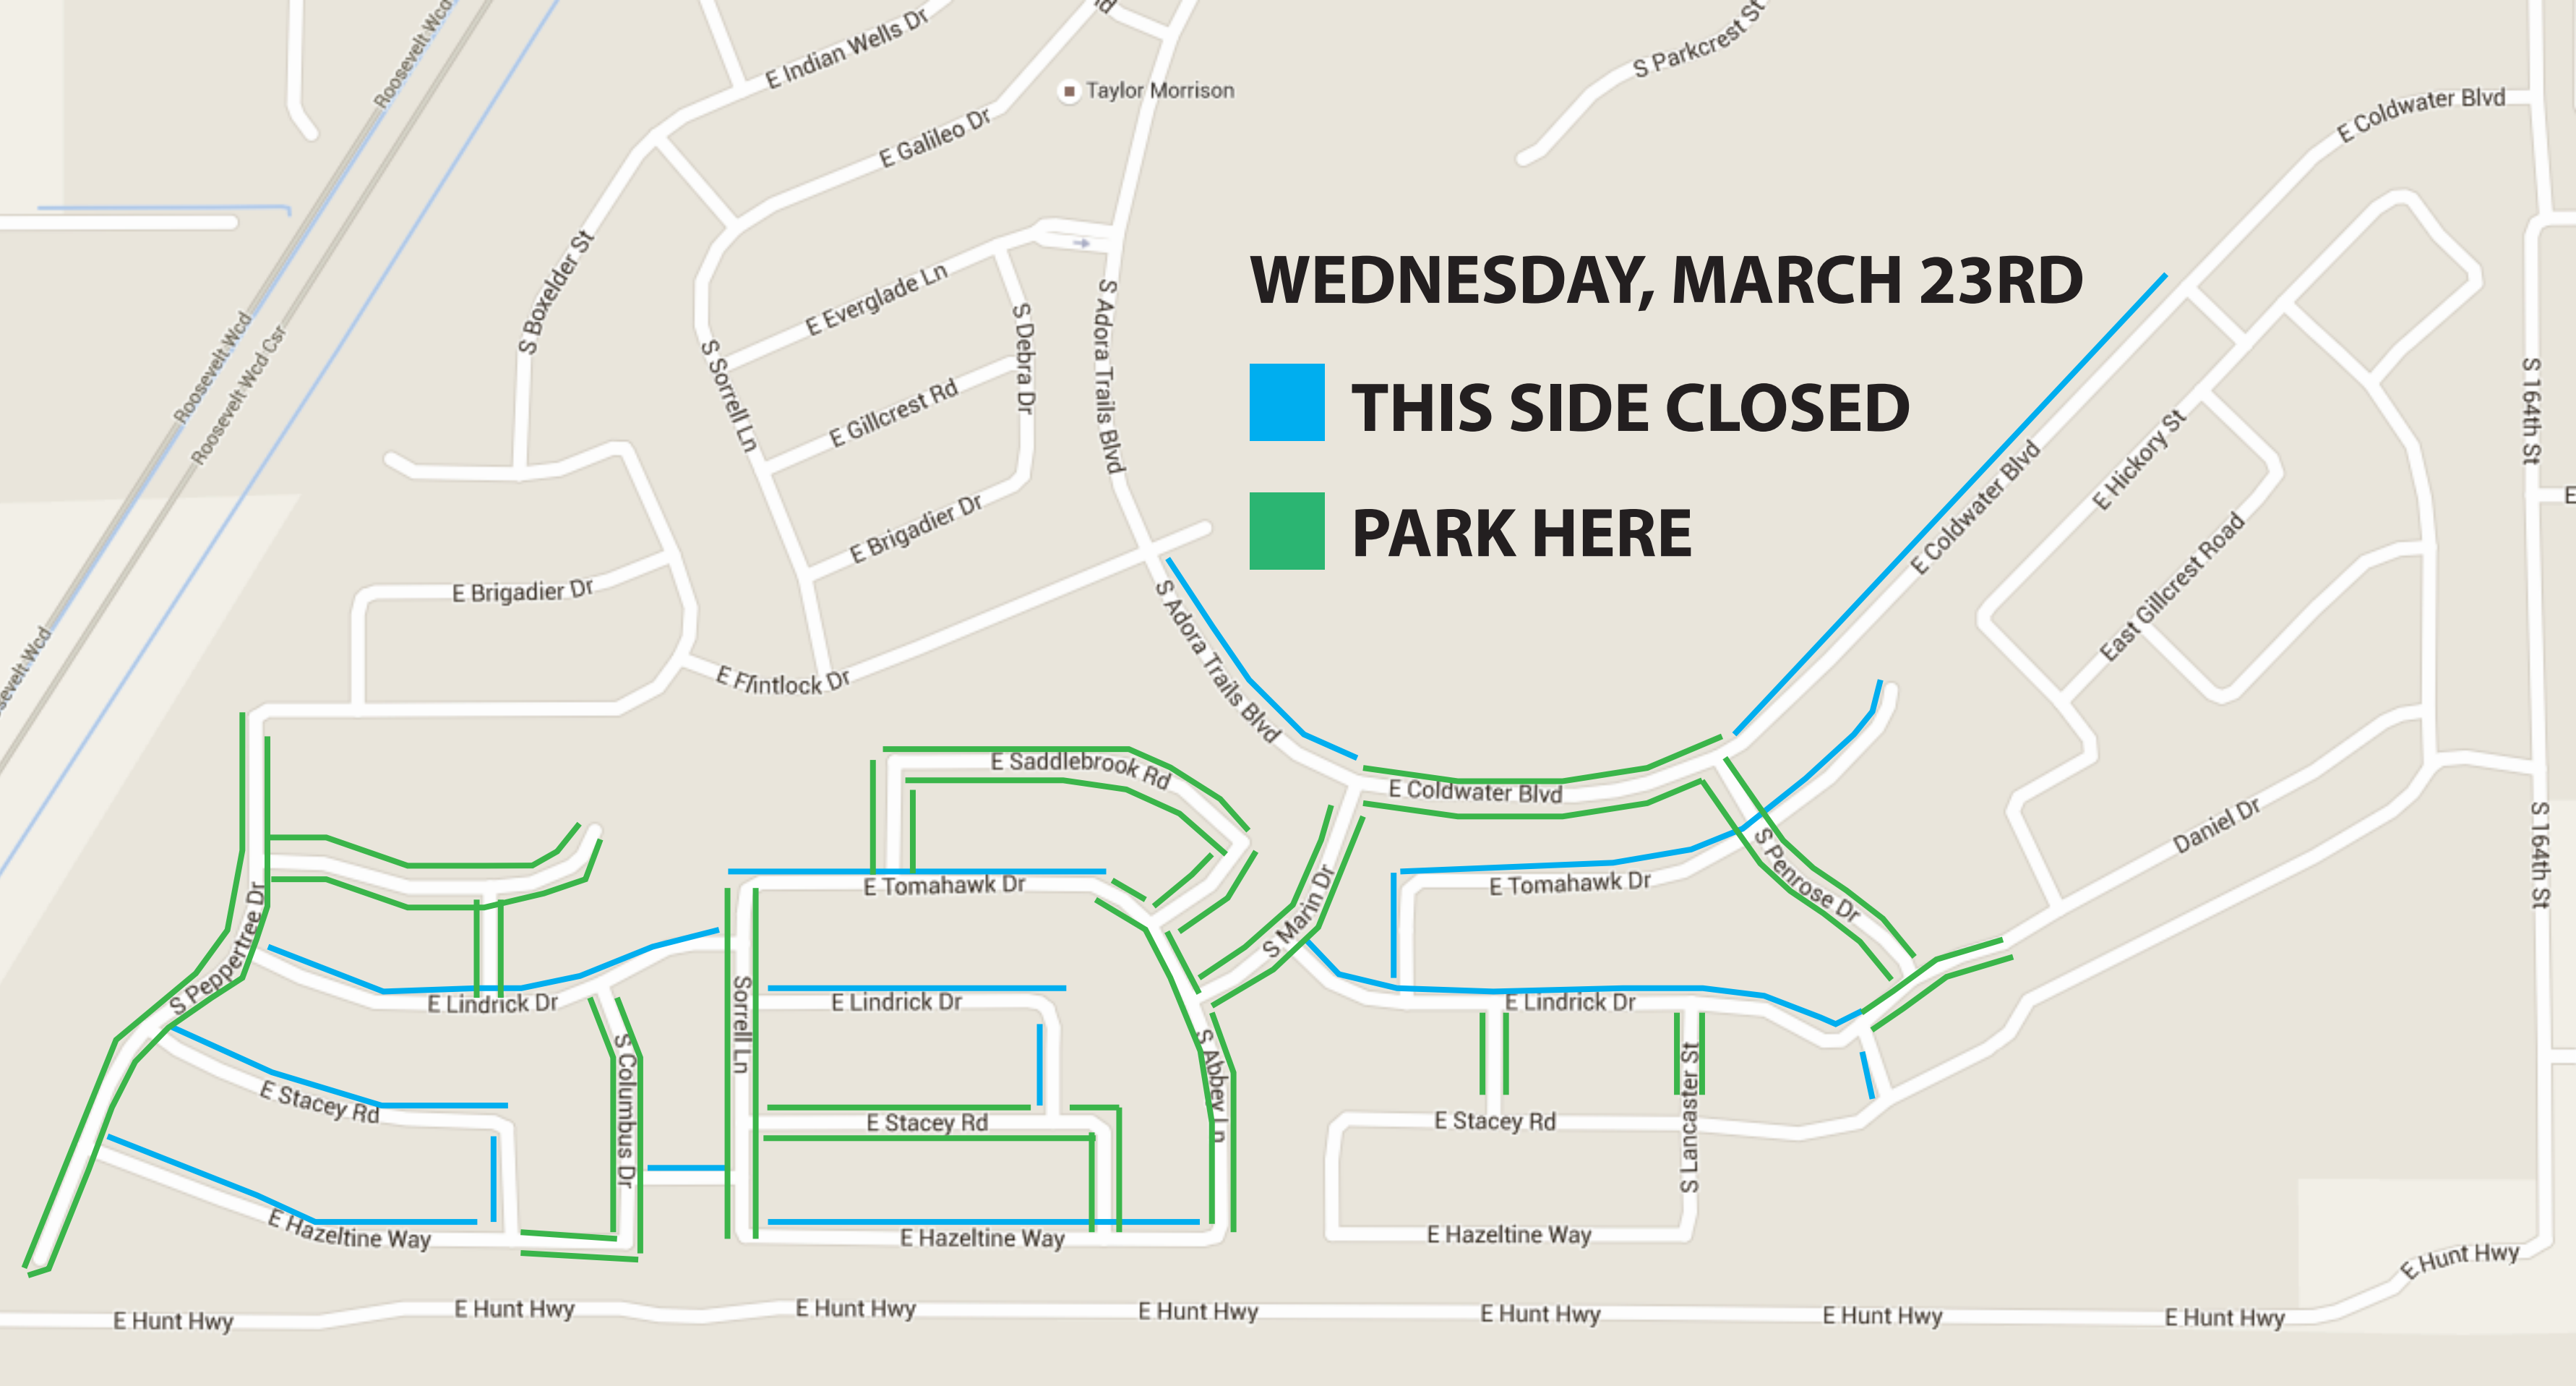 Roosevelt Wcd
E Indian Wells Dr
S Parkcrest St
Taylor Morrison
E Coldwater Blvd
E Galileo Dr
S Boxelder St
E Everglade Ln
S Adora Trails Blvd
WEDNESDAY, MARCH 23RD
Roosevelt Wcd
Roosevelt Wcd Csr
S Sorrell Ln
S Debra Dr
THIS SIDE CLOSED
S 164th St
E Gillcrest Rd
E Hickory St
E Coldwater Blvd
E
PARK HERE
E Brigadier Dr
E Brigadier Dr
East Gillcrest Road
sevelt Wcd
S Adora Trails Blvd
E Flintlock Dr
E Saddlebrook Rd
E Coldwater Blvd
Daniel Dr
S 164th St
E Tomahawk Dr
E Tomahawk Dr
S Penrose Dr
S Marin Dr
S Peppertree Dr
E Lindrick Dr
Sorrell Ln
E Lindrick Dr
E Lindrick Dr
S Columbus Dr
S Abbey Ln
E Stacey Rd
E Stacey Rd
E Stacey Rd
S Lancaster St
E Hazeltine Way
E Hazeltine Way
E Hazeltine Way
E Hunt Hwy
E Hunt Hwy
E Hunt Hwy
E Hunt Hwy
E Hunt Hwy
E Hunt Hwy
E Hunt Hwy
E Hunt Hwy